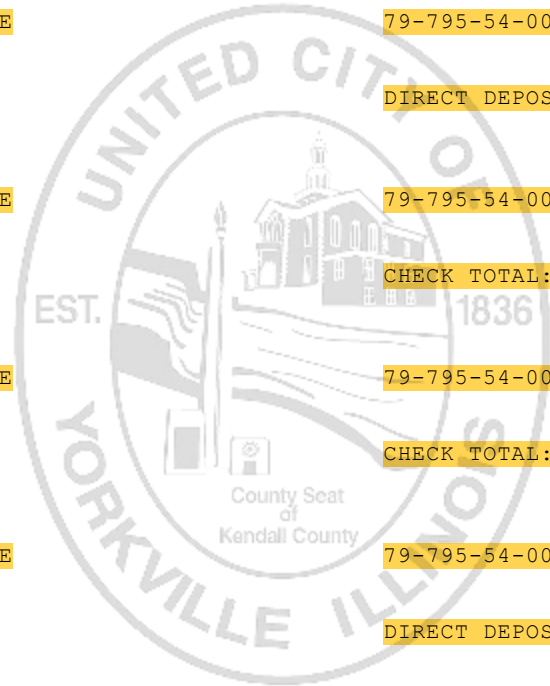 E 79-795-54-00
DIRECT DEPOS
E 79-795-54-00
CHECK TOTAL:
E 79-795-54-00
CHECK TOTAL:
E 79-795-54-00
DIRECT DEPOS
UNITED CITY OF
EST. 1836
County Seat
of
Kendall County
YORKVILLE ILLINOIS